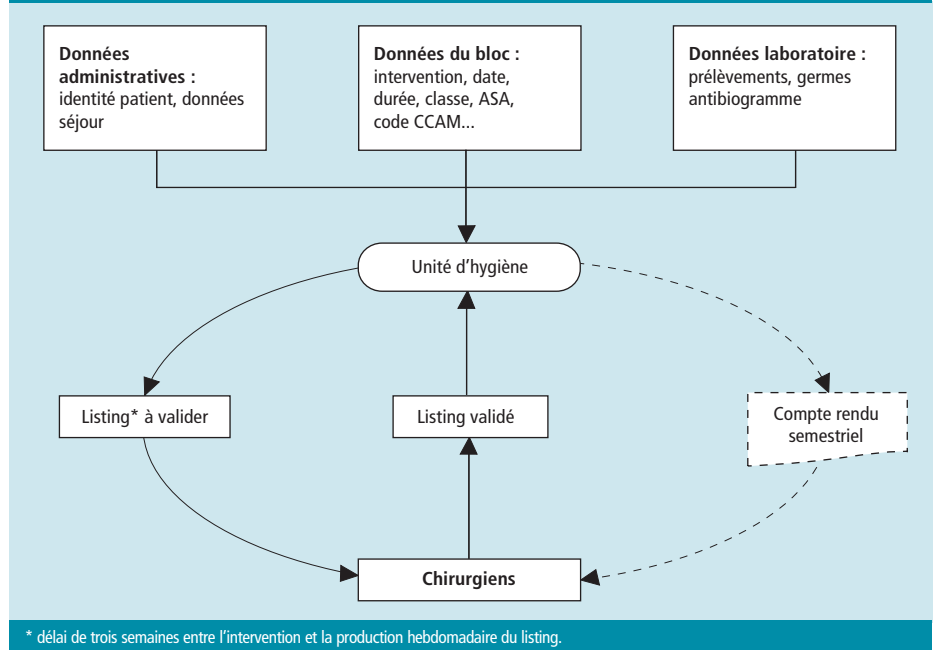 Données
administratives :
identité patient, données
séjour
Données du bloc :
intervention, date,
durée, classe, ASA,
code CCAM...
Données laboratoire :
prélèvements, germes
antibiogramme
Unité d'hygiène
Listing* à valider
Listing validé
Compte rendu
semestriel
Chirurgiens
* délai de trois semaines entre l'intervention et la production hebdomadaire du listing.